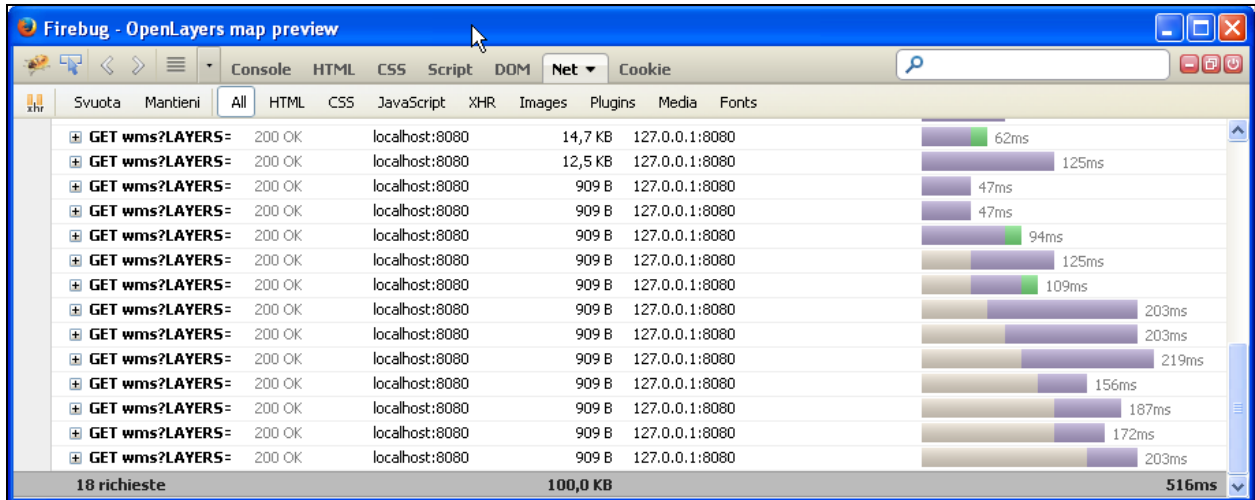 Firebug - OpenLayers map preview
Console HTML CSS Script DOM Net Cookie
xhr Svuota Mantieni All HTML CSS JavaScript XHR Images Plugins Media Fonts
GET wms?LAYERS= 200 OK localhost:8080 14,7 KB 127.0.0.1:8080 62ms
GET wms?LAYERS= 200 OK localhost:8080 12,5 KB 127.0.0.1:8080 125ms
GET wms?LAYERS= 200 OK localhost:8080 909 B 127.0.0.1:8080 47ms
GET wms?LAYERS= 200 OK localhost:8080 909 B 127.0.0.1:8080 47ms
GET wms?LAYERS= 200 OK localhost:8080 909 B 127.0.0.1:8080 94ms
GET wms?LAYERS= 200 OK localhost:8080 909 B 127.0.0.1:8080 125ms
GET wms?LAYERS= 200 OK localhost:8080 909 B 127.0.0.1:8080 109ms
GET wms?LAYERS= 200 OK localhost:8080 909 B 127.0.0.1:8080 203ms
GET wms?LAYERS= 200 OK localhost:8080 909 B 127.0.0.1:8080 203ms
GET wms?LAYERS= 200 OK localhost:8080 909 B 127.0.0.1:8080 219ms
GET wms?LAYERS= 200 OK localhost:8080 909 B 127.0.0.1:8080 156ms
GET wms?LAYERS= 200 OK localhost:8080 909 B 127.0.0.1:8080 187ms
GET wms?LAYERS= 200 OK localhost:8080 909 B 127.0.0.1:8080 172ms
GET wms?LAYERS= 200 OK localhost:8080 909 B 127.0.0.1:8080 203ms
18 richieste 100,0 KB 516ms